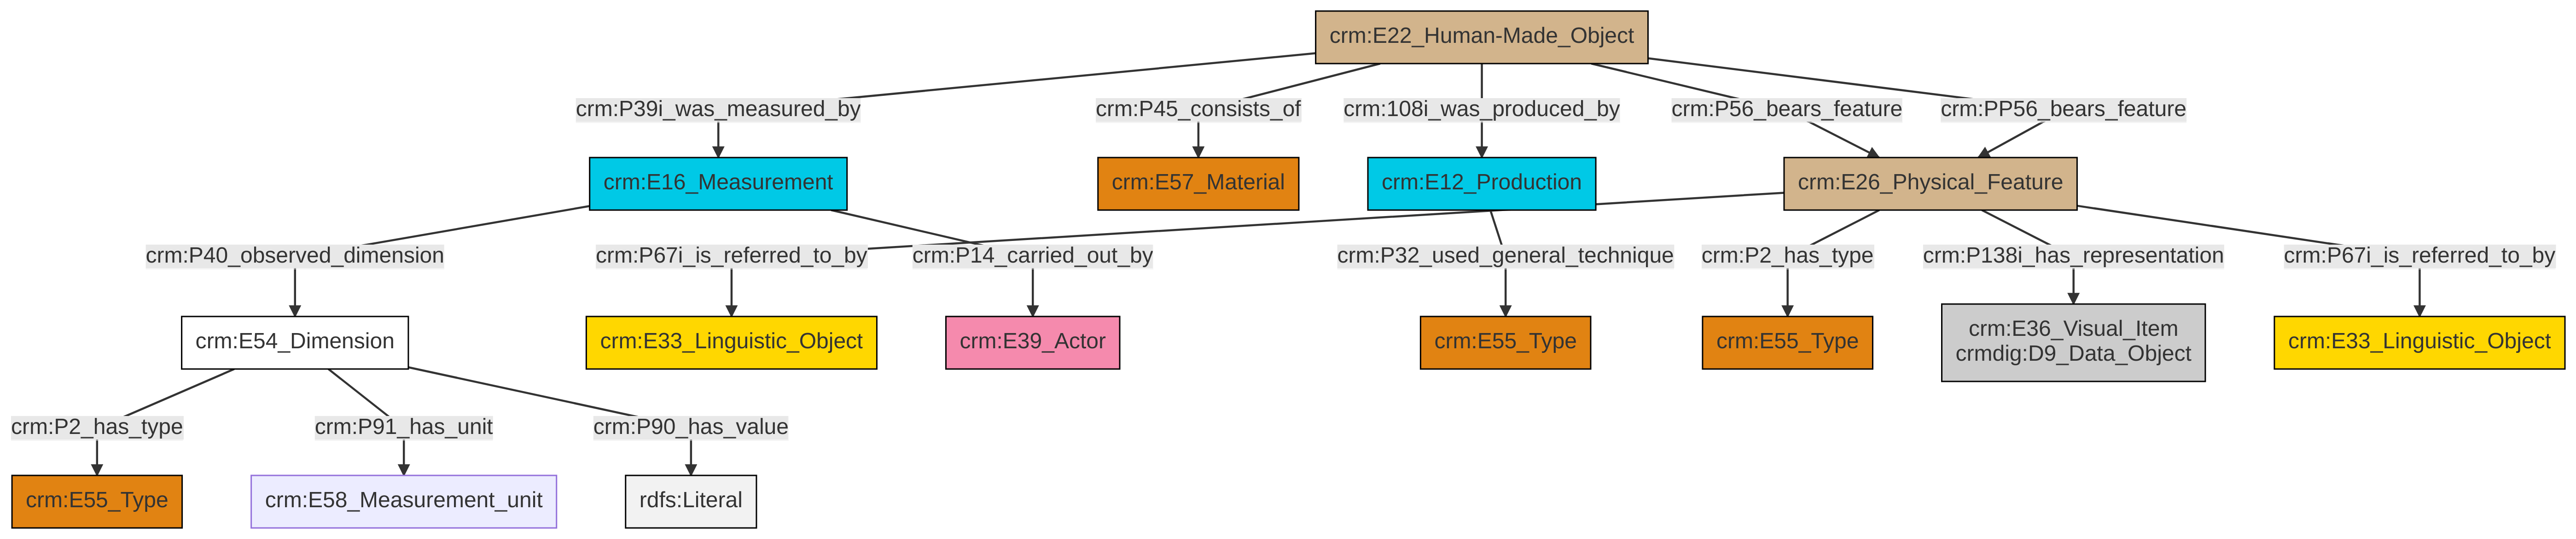 crm:E22_Human-Made_Object
crm:P39i_was_measured_by
crm:P45_consists_of
crm:108i_was_produced_by
crm:P56_bears_feature
crm:PP56_bears_feature
crm:E16_Measurement
crm:E57_Material
crm:E12_Production
crm:E26_Physical_Feature
crm:P40_observed_dimension
crm:P67i_is_referred_to_by
crm:P14_carried_out_by
crm:P32_used_general_technique
crm:P2_has_type
crm:P138i_has_representation
crm:P67i_is_referred_to_by
crm:E54_Dimension
crm:E33_Linguistic_Object
crm:E39_Actor
crm:E55_Type
crm:E55_Type
crm:E36_Visual_Item
crmdig:D9_Data_Object
crm:E33_Linguistic_Object
crm:P2_has_type
crm:P91_has_unit
crm:P90_has_value
crm:E55_Type
crm:E58_Measurement_unit
rdfs:Literal